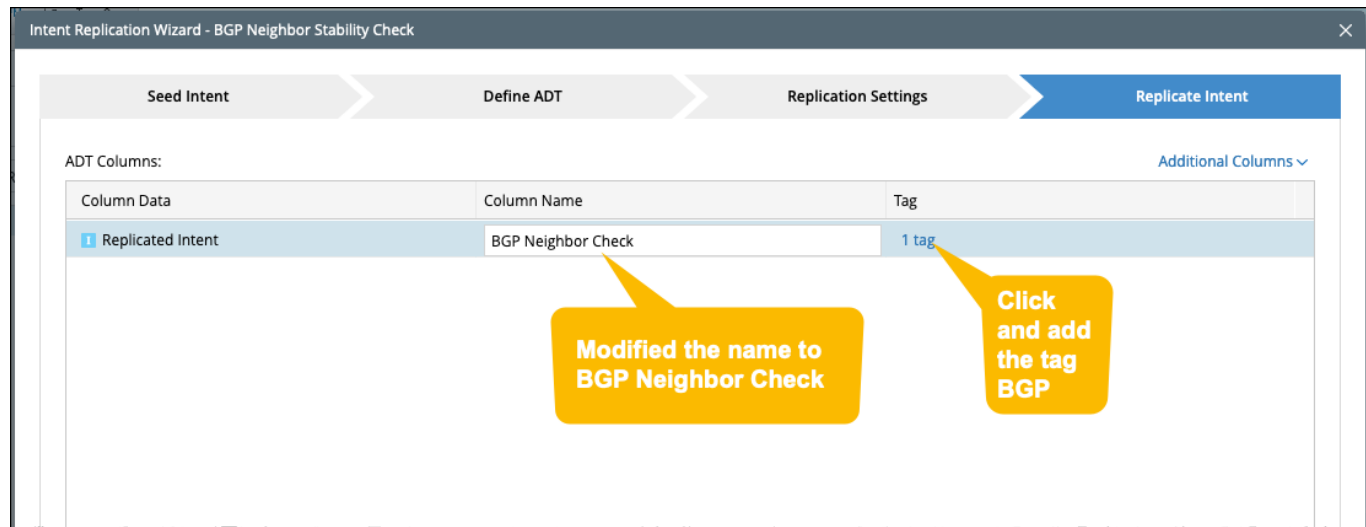 Intent Replication Wizard - BGP Neighbor Stability Check
Seed Intent
Define ADT
Replication Settings
Replicate Intent
ADT Columns:
Additional Columns
Column Data
Column Name
Tag
Replicated Intent
BGP Neighbor Check
1 tag
Modified the name to
BGP Neighbor Check
Click
and add
the tag
BGP